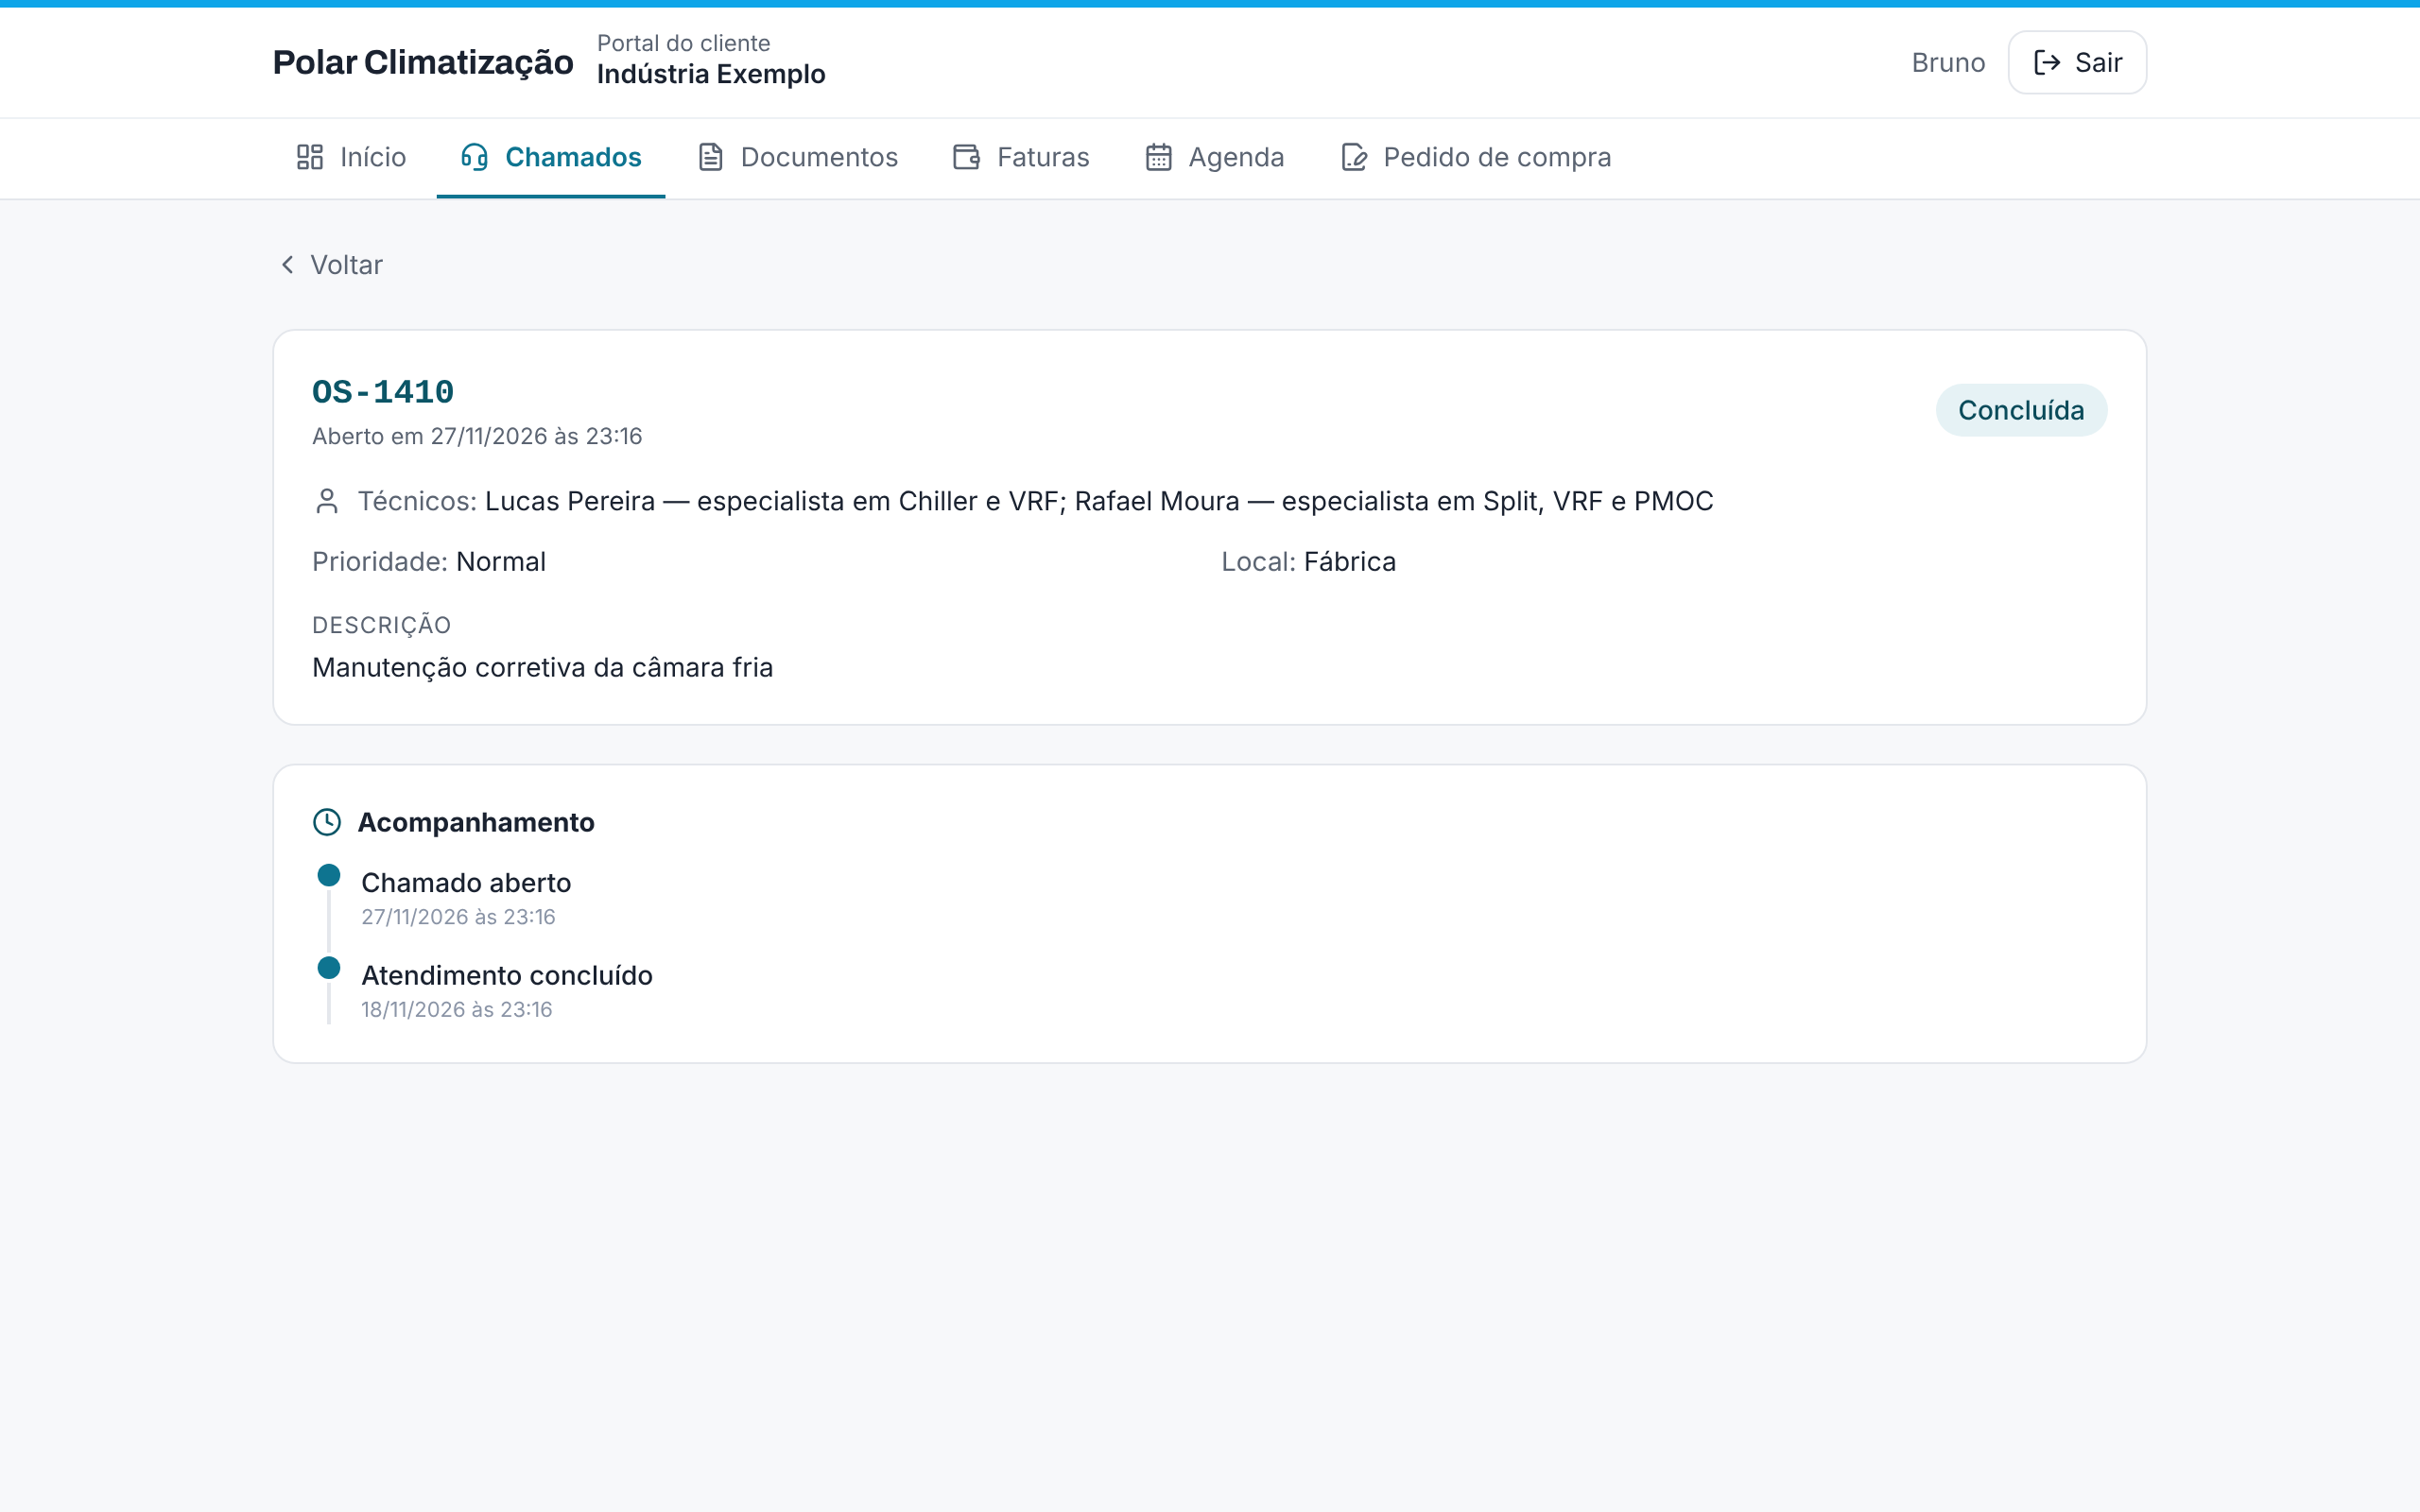 Polar Climatização
Portal do cliente
Indústria Exemplo
Bruno
Sair
Início
Chamados
Documentos
Faturas
Agenda
Pedido de compra
Voltar
OS-1410
Concluída
Aberto em 27/11/2026 às 23:16
Técnicos: Lucas Pereira — especialista em Chiller e VRF; Rafael Moura — especialista em Split, VRF e PMOC
Prioridade: Normal
Local: Fábrica
DESCRIÇÃO
Manutenção corretiva da câmara fria
Acompanhamento
Chamado aberto
27/11/2026 às 23:16
Atendimento concluído
18/11/2026 às 23:16